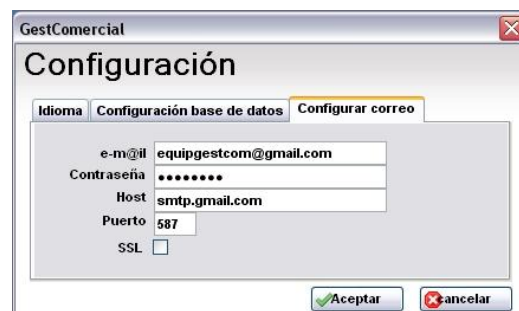 GestComercial
Configuración
Idioma Configuración base de datos Configurar correo
e-m@il equipgestcom@gmail.com
Contraseña ••••••••
Host smtp.gmail.com
Puerto 587
SSL
Aceptar cancelar